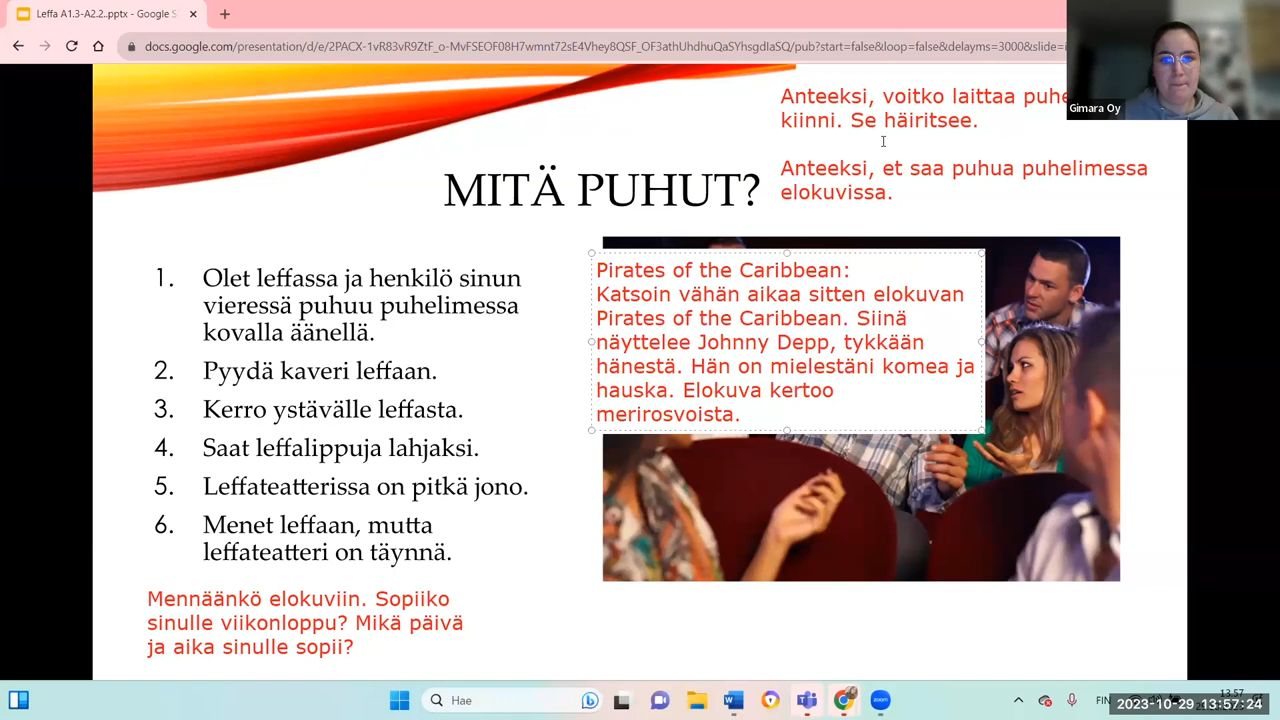 Leffa A1.3-A2.2..pptx - Google S
docs.google.com/presentation/d/e/2PACX-1vR83vR9ZtF_o-MvFSEOF08H7wmnt72sE4Vhey8QSF_OF3athUhdhuQaSYhsgdIaSQ/pub?start=false&loop=false&delayms=3000&slide=i
Gimara Oy
Anteeksi, voitko laittaa
kiinni. Se häiritsee.
Anteeksi, et saa puhua puhelimessa
elokuvissa.
MITÄ PUHUT?
1. Olet leffassa ja henkilö sinun
vieressä puhuu puhelimessa
kovalla äänellä.
2. Pyydä kaveri leffaan.
3. Kerro ystävälle leffasta.
4. Saat leffalippuja lahjaksi.
5. Leffateatterissa on pitkä jono.
6. Menet leffaan, mutta
leffateatteri on täynnä.
Pirates of the Caribbean:
Katsoin vähän aikaa sitten elokuvan
Pirates of the Caribbean. Siinä
näyttelee Johnny Depp, tykkään
hänestä. Hän on mielestäni komea ja
hauska. Elokuva kertoo
merirosvoista.
Mennäänkö elokuviin. Sopiiko
sinulle viikonloppu? Mikä päivä
ja aika sinulle sopii?
Hae
FIN
13.57
2023-10-29 13:57:24